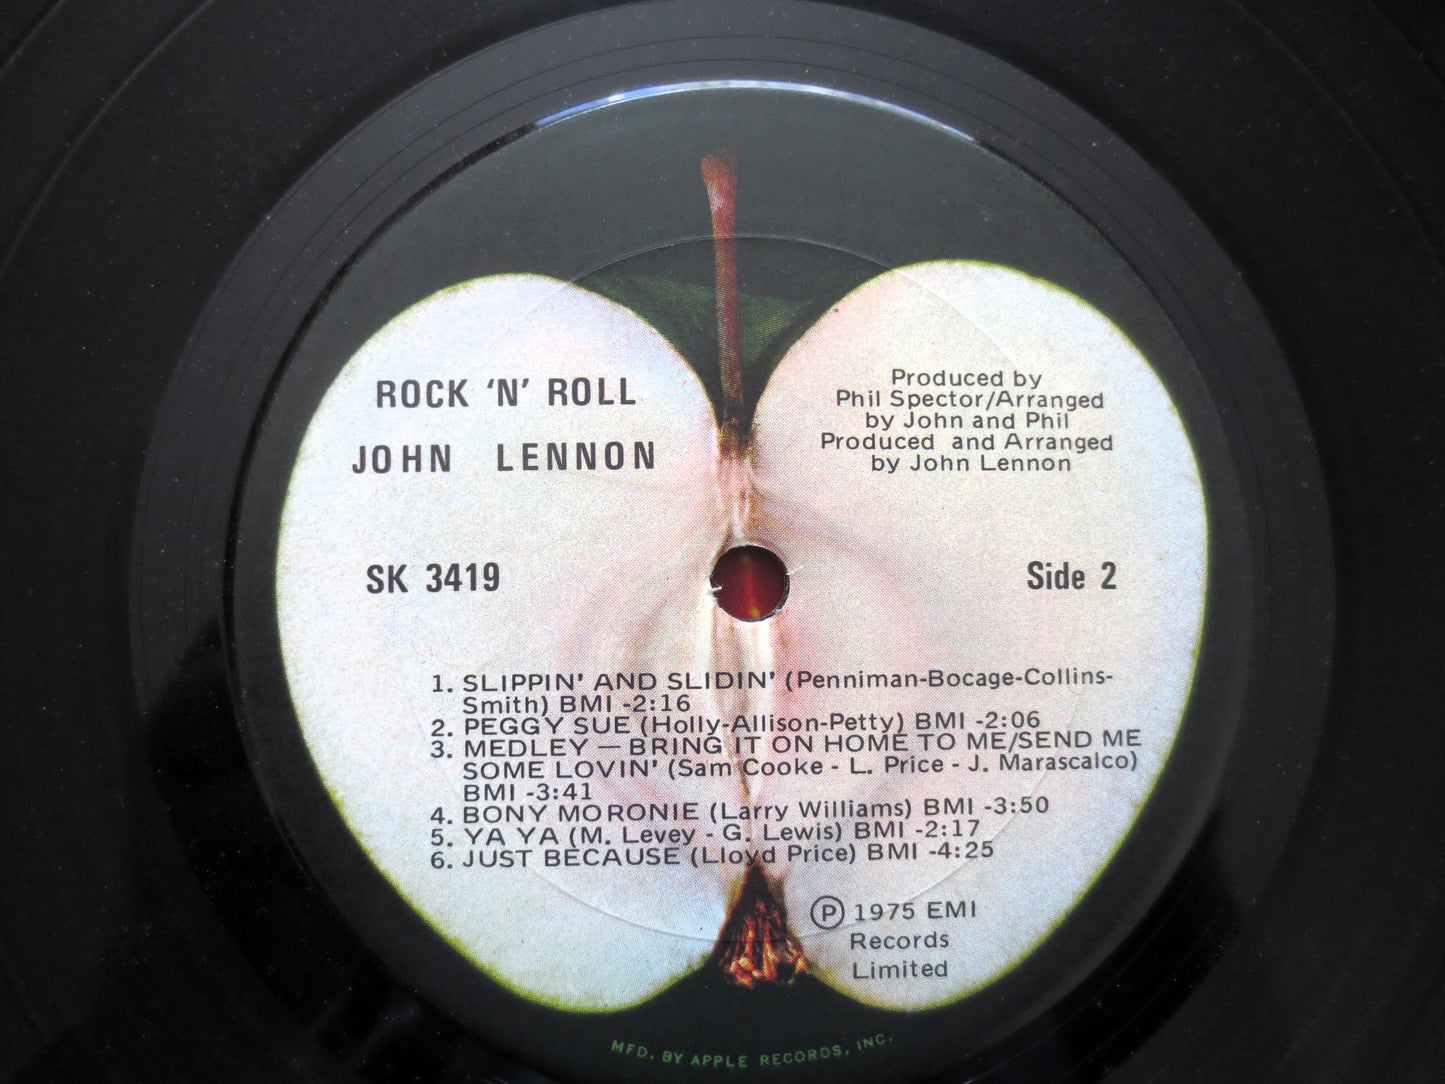 ROCK 'N' ROLL
JOHN LENNON
Produced by
Phil Spector/Arranged
by John and Phil
Produced and Arranged
by John Lennon
SK 3419
Side 2
1. SLIPPIN' AND SLIDIN' (Penniman-Bocage-Collins-
Smith) BMI -2:16
2. PEGGY SUE (Holly-Allison-Petty) BMI -2:06
3. MEDLEY — BRING IT ON HOME TO ME/SEND ME
SOME LOVIN' (Sam Cooke - L. Price - J. Marascalco)
BMI -3:41
4. BONY MORONIE (Larry Williams) BMI -3:50
5. YA YA (M. Levey - G. Lewis) BMI -2:17
6. JUST BECAUSE (Lloyd Price) BMI -4:25
Ⓟ 1975 EMI
Records
Limited
MFD. BY APPLE RECORDS, INC.